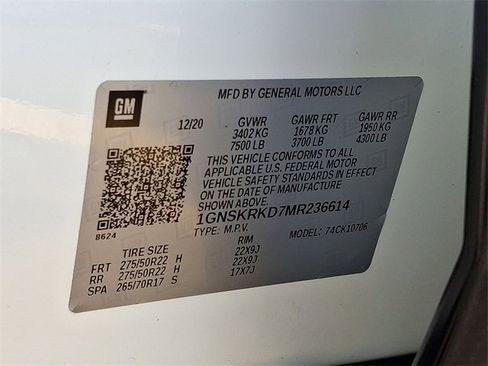 GM
MFD BY GENERAL MOTORS LLC
12/20 GVWR GAWR FRT GAWR RR
3402 KG 1678 KG 1950 KG
7500 LB 3700 LB 4300 LB
THIS VEHICLE CONFORMS TO ALL
APPLICABLE U.S. FEDERAL MOTOR
VEHICLE SAFETY STANDARDS IN EFFECT
ON THE DATE OF MANUFACTURE
SHOWN ABOVE.
8624 1GNSKRKD7MR236614
TYPE: M.P.V. MODEL: 74CK10706
TIRE SIZE RIM
FRT 275/50R22 H 22X9J
RR 275/50R22 H 22X9J
SPA 265/70R17 S 17X7J